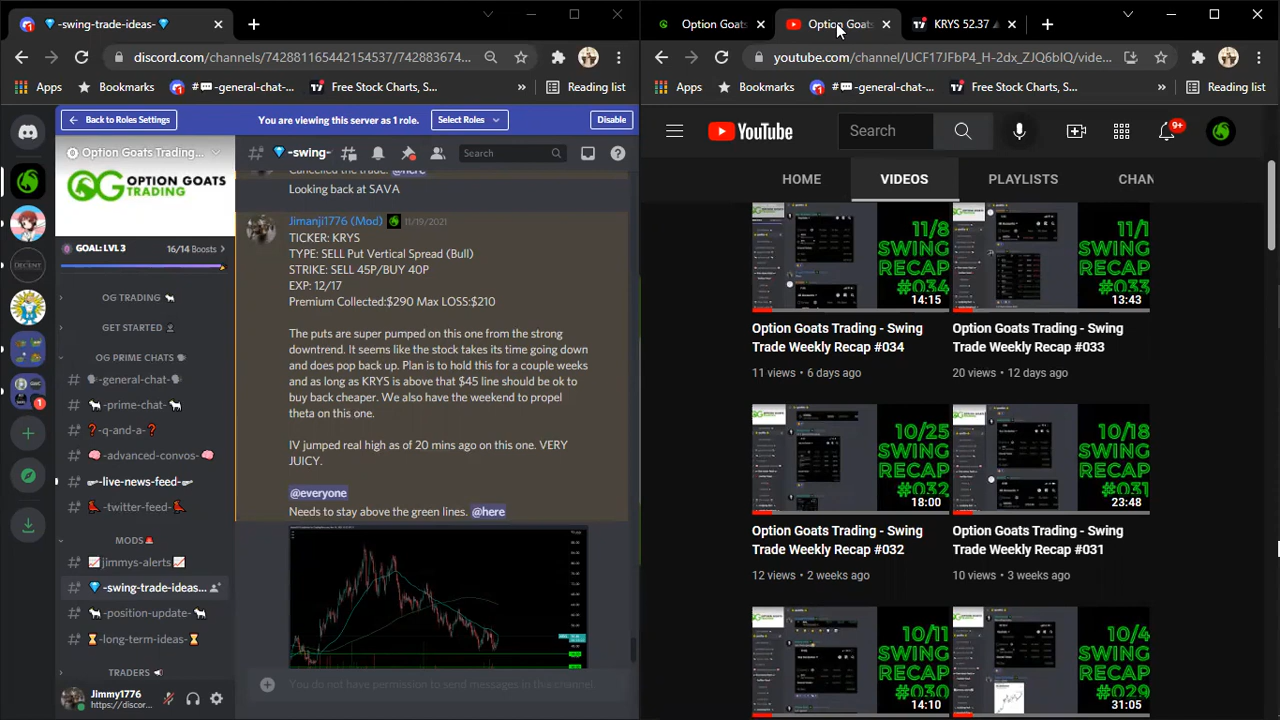 -swing-trade-ideas-
discord.com/channels/742881165442154537/742883674...
Apps
Bookmarks
#💬-general-chat-...
Free Stock Charts, S...
Reading list
Back to Roles Settings
You are viewing this server as 1 role.
Select Roles
Disable
Option Goats Trading...
-swing-
Search
OPTION GOATS
TRADING
GOAL: LVL 3
16/14 Boosts
OG TRADING
GET STARTED
OG PRIME CHATS
-general-chat-
-prime-chat-
-q-and-a-
-advanced-convos-
-live-trade-feed-
-twitter-feed-
MODS
jimmys-alerts
-swing-trade-ideas...
-position-update-
-long-term-ideas-
TRADERS
Jimmy1776
Cancelled the trade. @here
Looking back at SAVA
Jimanji1776 (Mod) 11/19/2021
TICKER: KRYS
TYPE: SELL Put Vertical Spread (Bull)
STRIKE: SELL 45P/BUY 40P
EXP: 12/17
Premium Collected:$290 Max LOSS:$210
The puts are super pumped on this one from the strong
downtrend. It seems like the stock takes its time going down
and does pop back up. Plan is to hold this for a couple weeks
and as long as KRYS is above that $45 line should be ok to
buy back cheaper. We also have the weekend to propel
theta on this one.
IV jumped real high as of 20 mins ago on this one. VERY
JUICY.
@everyone
Needs to stay above the green lines. @here
You do not have permission to send messages in this channel.
Option Goats
Option Goats
KRYS 52.37
youtube.com/channel/UCF17JFbP4_H-2dx_ZJQ6bIQ/vide...
Apps
Bookmarks
#💬-general-chat-...
Free Stock Charts, S...
Reading list
YouTube
Search
9+
HOME
VIDEOS
PLAYLISTS
CHAN
11/8
SWING
RECAP
#034
14:15
11/1
SWING
RECAP
#033
13:43
Option Goats Trading - Swing
Trade Weekly Recap #034
11 views • 6 days ago
Option Goats Trading - Swing
Trade Weekly Recap #033
20 views • 12 days ago
10/25
SWING
RECAP
#032
18:00
10/18
SWING
RECAP
#031
23:48
Option Goats Trading - Swing
Trade Weekly Recap #032
12 views • 2 weeks ago
Option Goats Trading - Swing
Trade Weekly Recap #031
10 views • 3 weeks ago
10/11
SWING
RECAP
#030
14:10
10/4
SWING
RECAP
#029
31:05